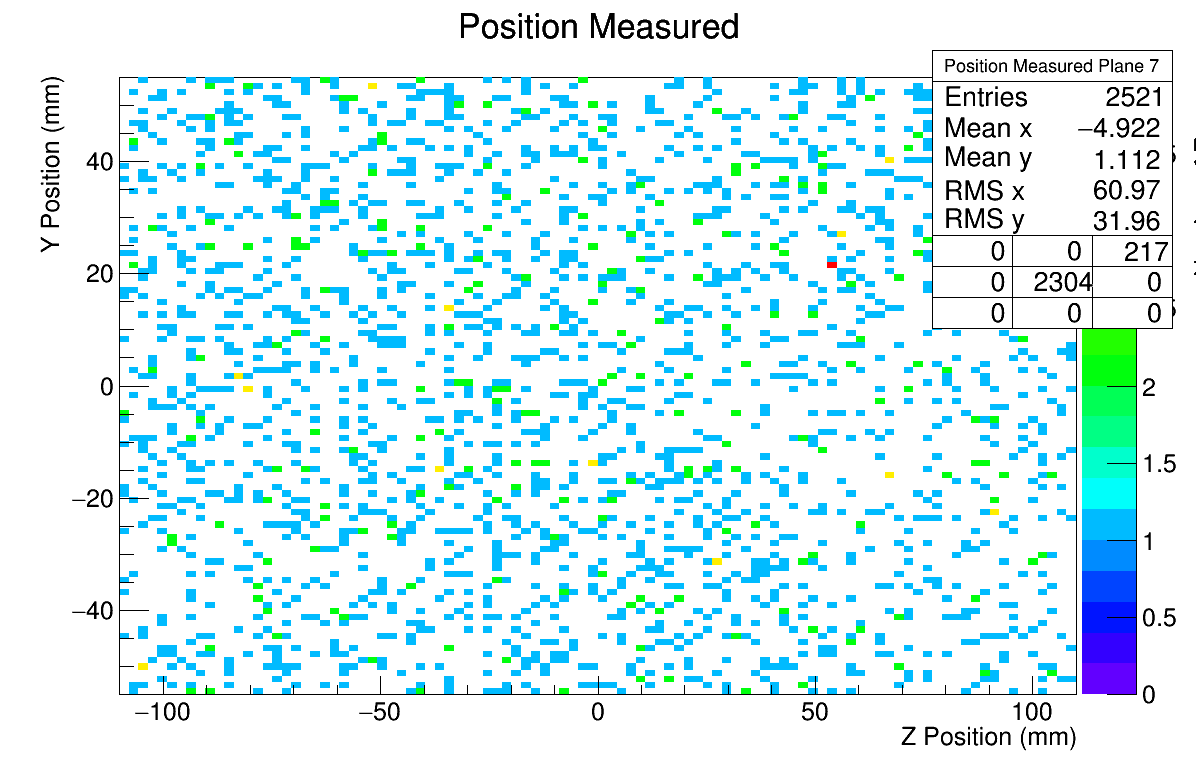 Position Measured
Position Measured Plane 7
Entries 2521
Mean x −4.922
Mean y 1.112
RMS x 60.97
RMS y 31.96
0 0 217
0 2304 0
0 0 0
Y Position (mm)
40
20
0
−20
−40
−100 −50 0 50 100
Z Position (mm)
2
1.5
1
0.5
0